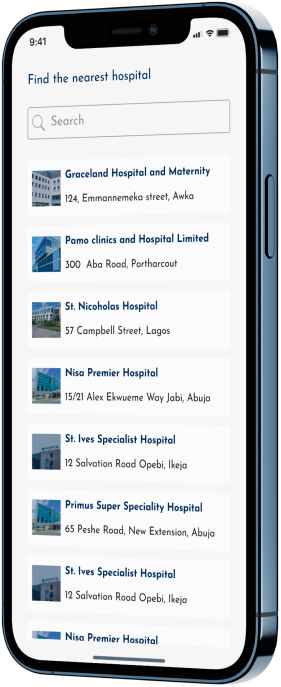 9:41
Find the nearest hospital
Search
Graceland Hospital and Maternity
124, Emmannemeka street, Awka
Pamo clinics and Hospital Limited
300 Aba Road, Portharcout
St. Nicoholas Hospital
57 Campbell Street, Lagos
Nisa Premier Hospital
15/21 Alex Ekwueme Way Jabi, Abuja
St. Ives Specialist Hospital
12 Salvation Road Opebi, Ikeja
Primus Super Speciality Hospital
65 Peshe Road, New Extension, Abuja
St. Ives Specialist Hospital
12 Salvation Road Opebi, Ikeja
Nisa Premier Hospital